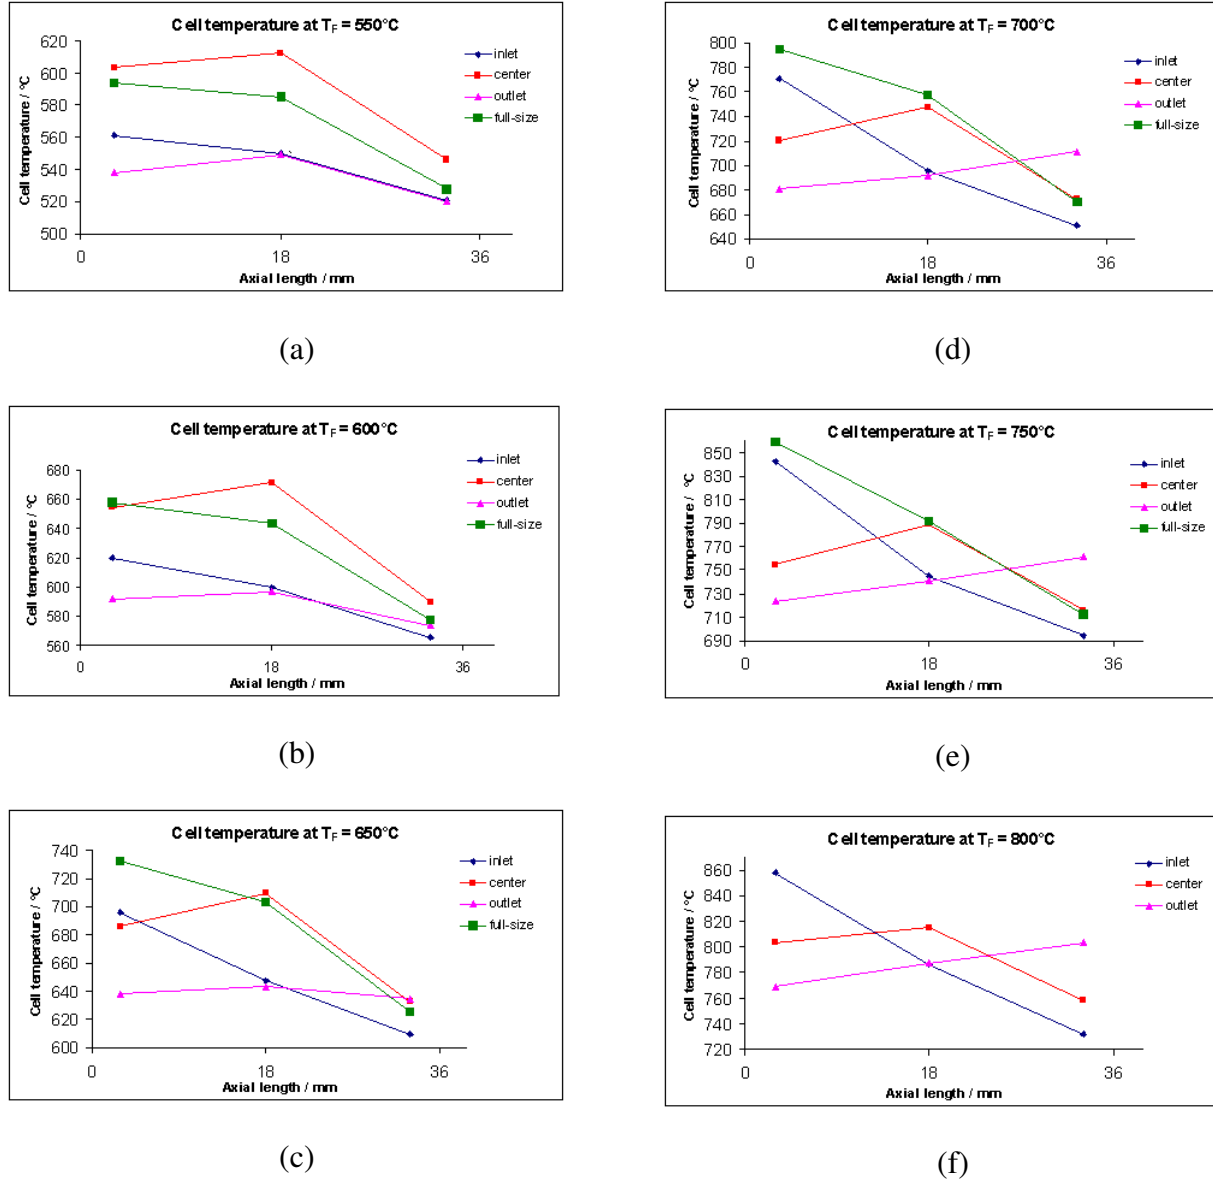 Cell temperature at TF = 550°C
Cell temperature / °C
620
600
580
560
540
520
500
0 18 36
Axial length / mm
inlet
center
outlet
full-size
(a)
Cell temperature at TF = 700°C
Cell temperature / °C
800
780
760
740
720
700
680
660
640
0 18 36
Axial length / mm
inlet
center
outlet
full-size
(d)
Cell temperature at TF = 600°C
Cell temperature / °C
680
660
640
620
600
580
560
0 18 36
Axial length / mm
inlet
center
outlet
full-size
(b)
Cell temperature at TF = 750°C
Cell temperature / °C
850
830
810
790
770
750
730
710
690
0 18 36
Axial length / mm
inlet
center
outlet
full-size
(e)
Cell temperature at TF = 650°C
Cell temperature / °C
740
720
700
680
660
640
620
600
0 18 36
Axial length / mm
inlet
center
outlet
full-size
(c)
Cell temperature at TF = 800°C
Cell temperature / °C
860
840
820
800
780
760
740
720
0 18 36
Axial length / mm
inlet
center
outlet
(f)